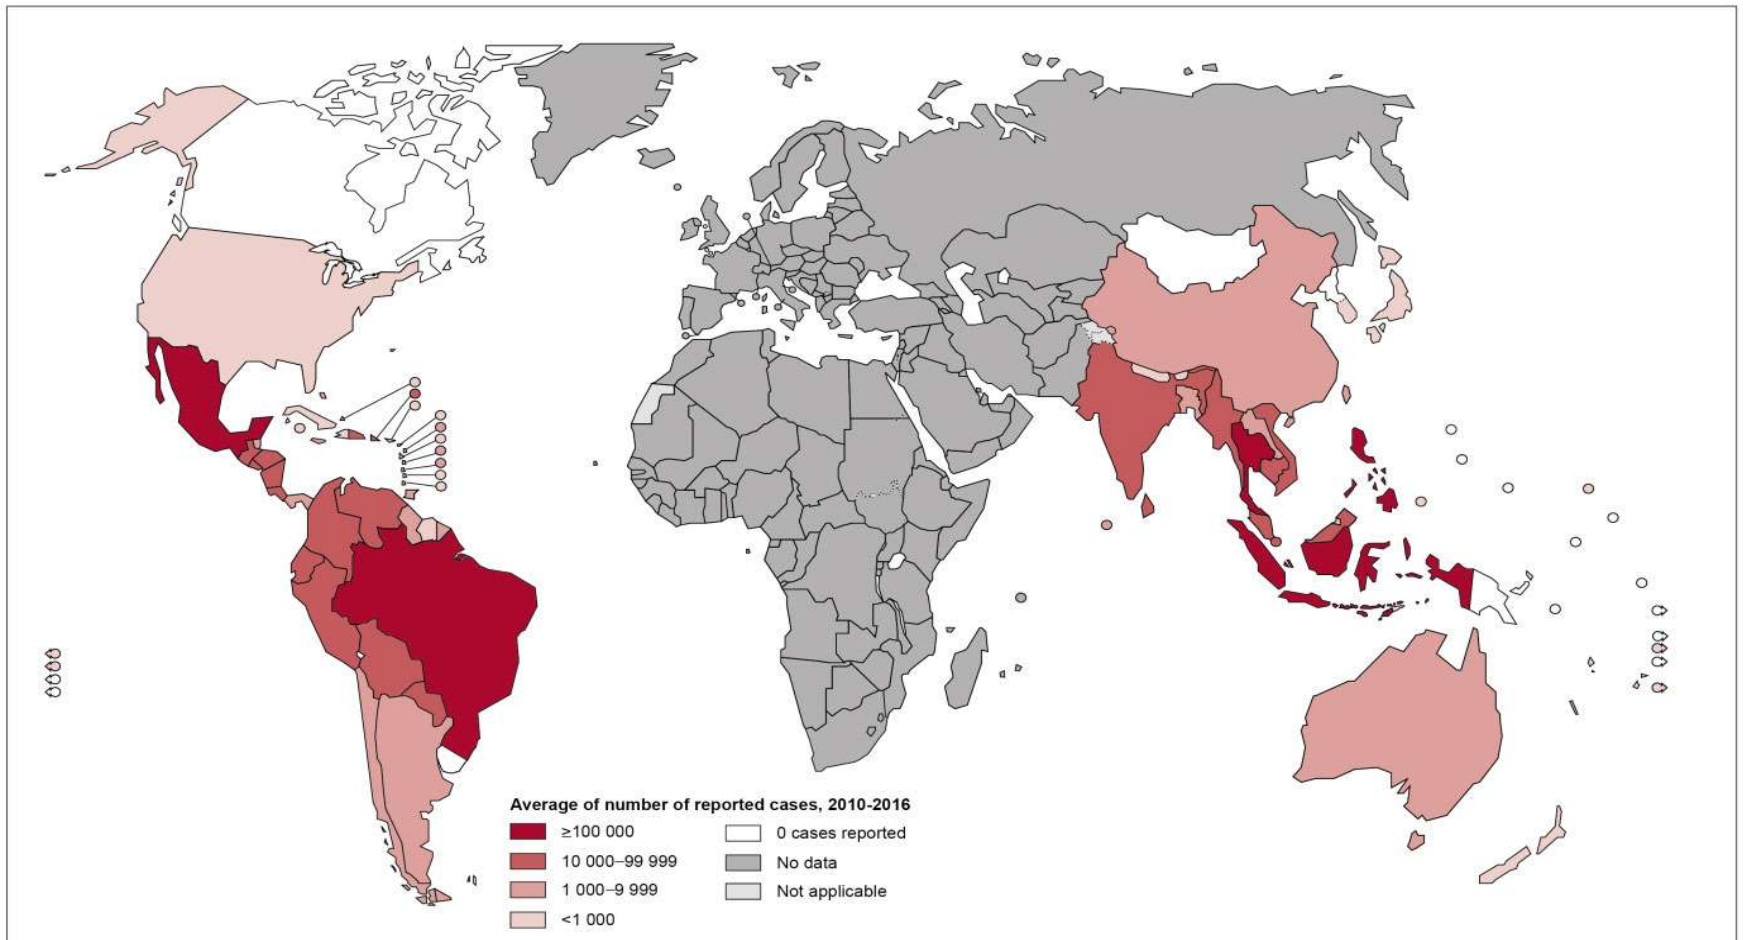 Average of number of reported cases, 2010-2016
≥100 000
10 000–99 999
1 000–9 999
<1 000
0 cases reported
No data
Not applicable